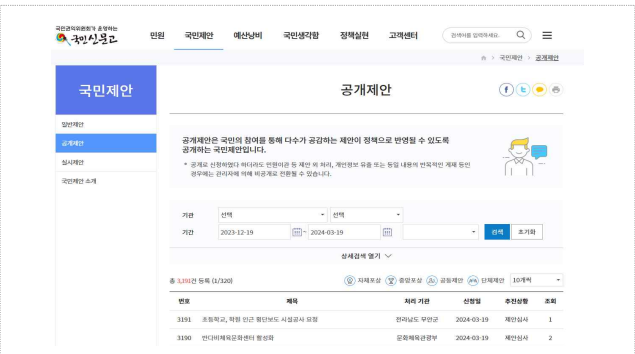 국민권익위원회가 운영하는
국민신문고
민원 국민제안 예산낭비 국민생각함 정책실현 고객센터
검색어를 입력하세요.
국민제안 > 공개제안
국민제안
공개제안
일반제안
공개제안
실시제안
국민제안 소개
공개제안은 국민의 참여를 통해 다수가 공감하는 제안이 정책으로 반영될 수 있도록
공개하는 국민제안입니다.
* 공개로 신청하였다 하더라도 민원이관 등 제안 의 처리, 개인정보 유출 또는 동일 내용의 반복적인 게재 등인
경우에는 관리자에 의해 비공개로 전환될 수 있습니다.
기관 선택 선택
기간 2023-12-19 ~ 2024-03-19 검색 초기화
상세검색 열기
총 3,191건 등록 (1/320) 자체포상 중앙포상 공동제안 단체제안 10개씩
번호 제목 처리 기관 신청일 추진상황 조회
3191 초등학교, 학원 인근 횡단보도 시설공사 요청 전라남도 무안군 2024-03-19 제안심사 1
3190 반다비체육문화센터 활성화 문화체육관광부 2024-03-19 제안심사 2